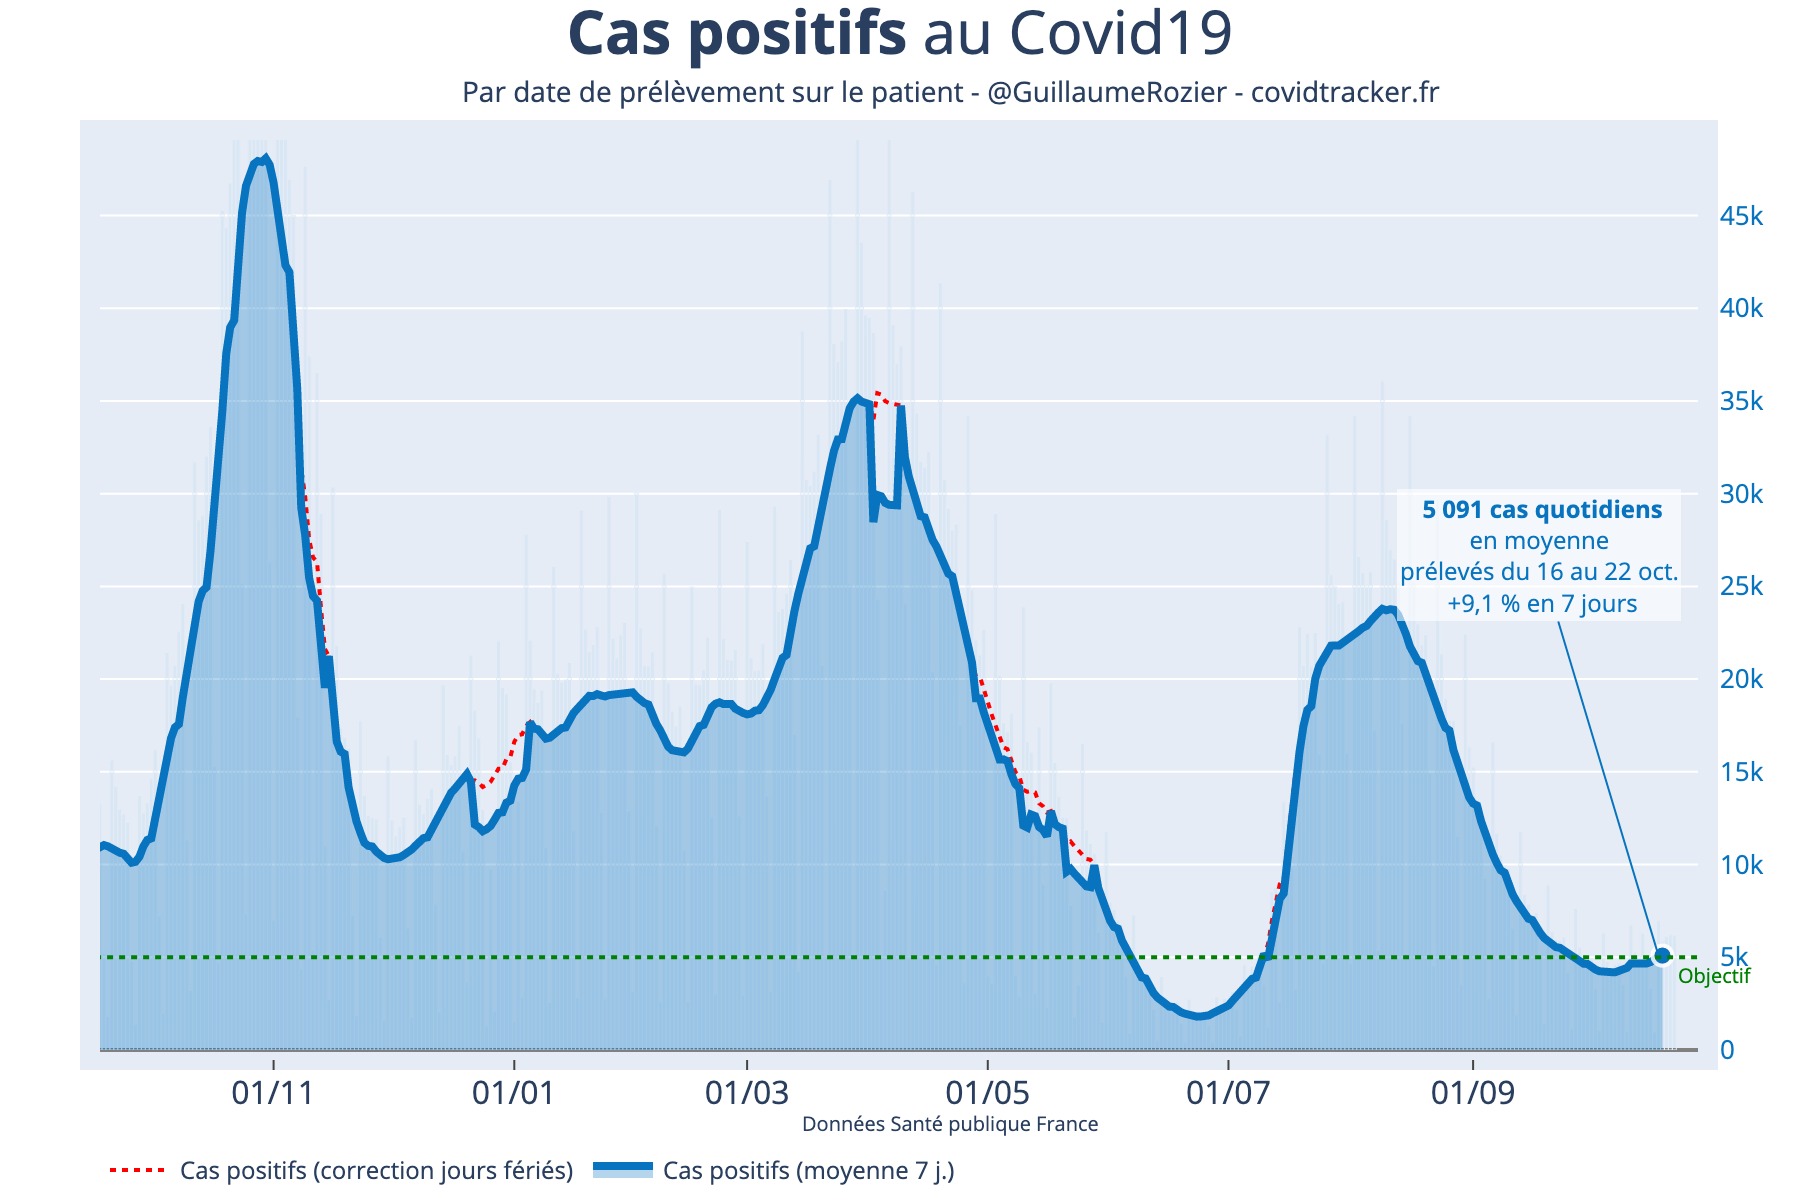 Cas positifs au Covid19
Par date de prélèvement sur le patient - @GuillaumeRozier - covidtracker.fr
45k
40k
35k
30k
25k
20k
15k
10k
5k
0
5 091 cas quotidiens
en moyenne
prélevés du 16 au 22 oct.
+9,1 % en 7 jours
Objectif
01/11
01/01
01/03
01/05
01/07
01/09
Données Santé publique France
Cas positifs (correction jours fériés)
Cas positifs (moyenne 7 j.)